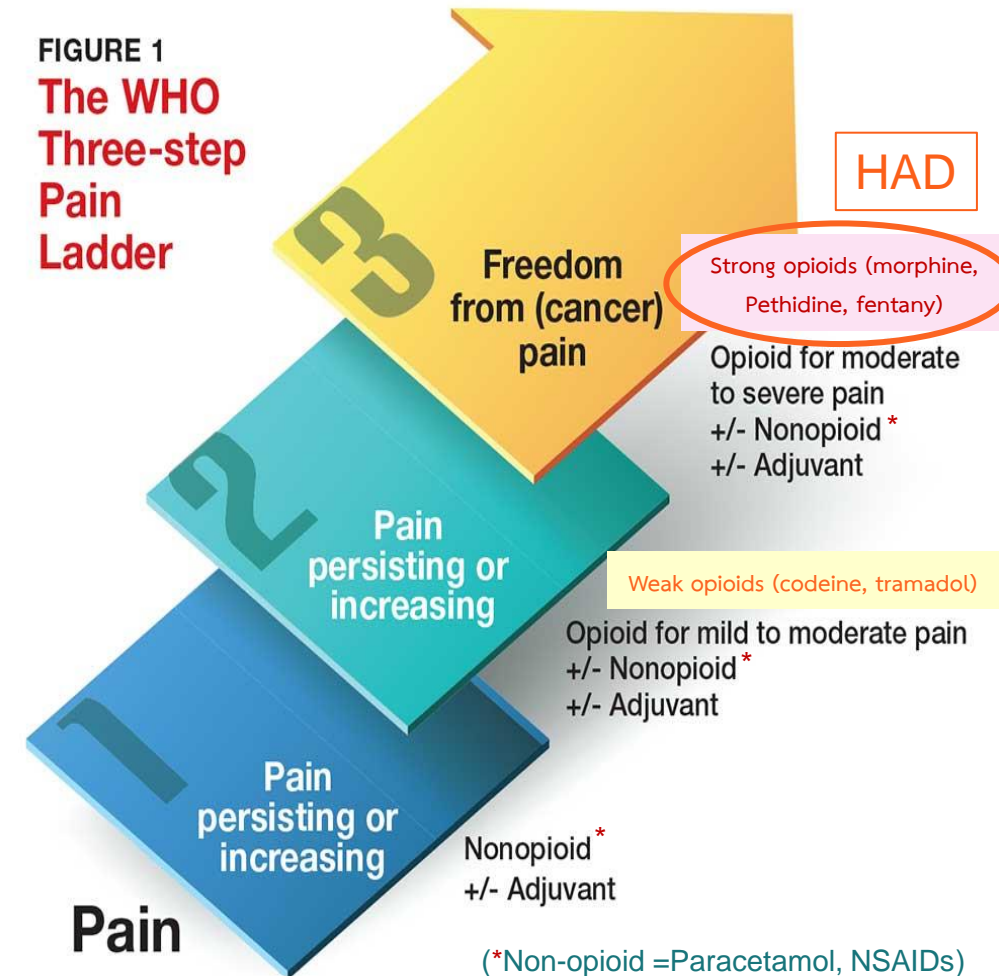 FIGURE 1
The WHO
Three-step
Pain
Ladder
HAD
3
Freedom
from (cancer)
pain
Strong opioids (morphine,
Pethidine, fentany)
Opioid for moderate
to severe pain
+/- Nonopioid*
+/- Adjuvant
2
Pain
persisting or
increasing
Weak opioids (codeine, tramadol)
Opioid for mild to moderate pain
+/- Nonopioid*
+/- Adjuvant
1
Pain
persisting or
increasing
Nonopioid*
+/- Adjuvant
Pain
(*Non-opioid =Paracetamol, NSAIDs)